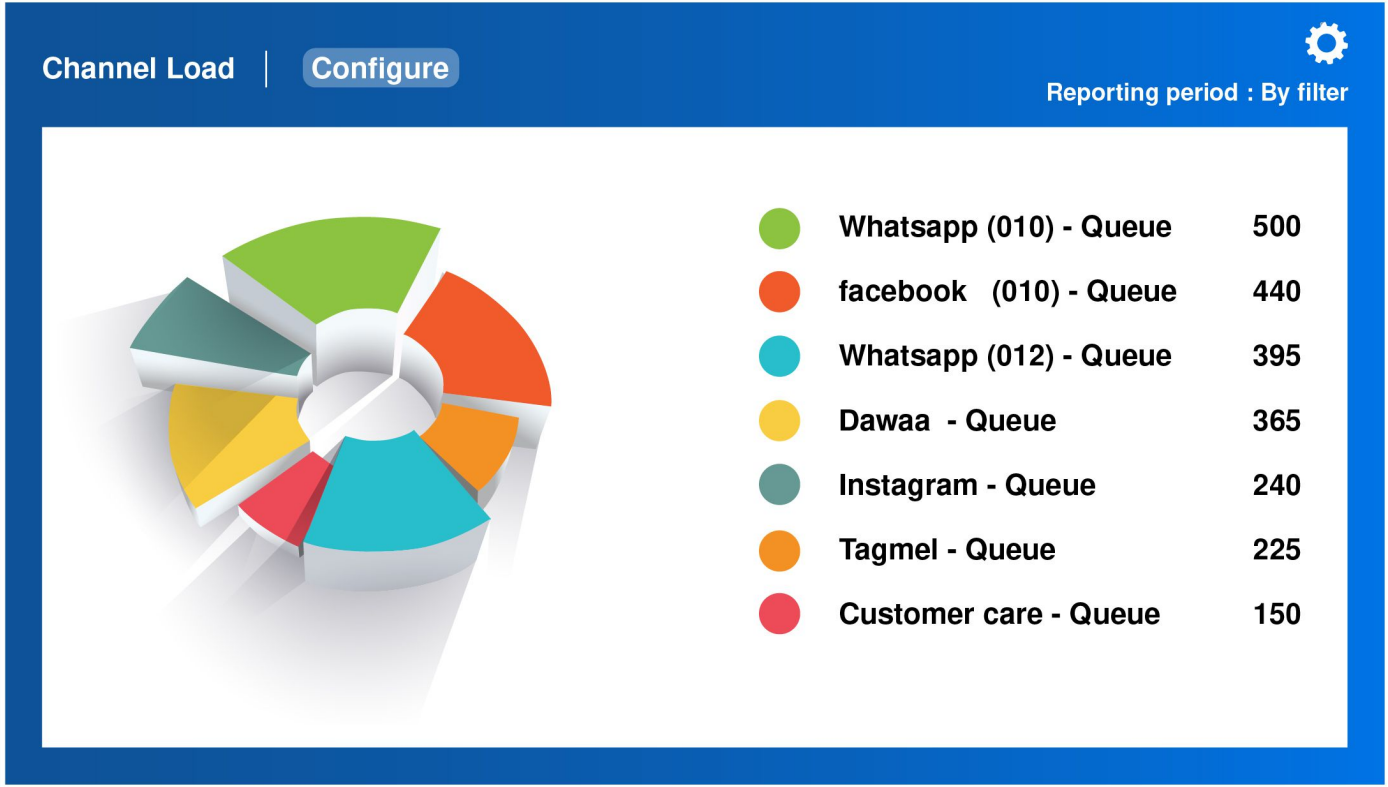 Channel Load
Configure
Reporting period : By filter
Whatsapp (010) - Queue 500
facebook (010) - Queue 440
Whatsapp (012) - Queue 395
Dawaa - Queue 365
Instagram - Queue 240
Tagmel - Queue 225
Customer care - Queue 150